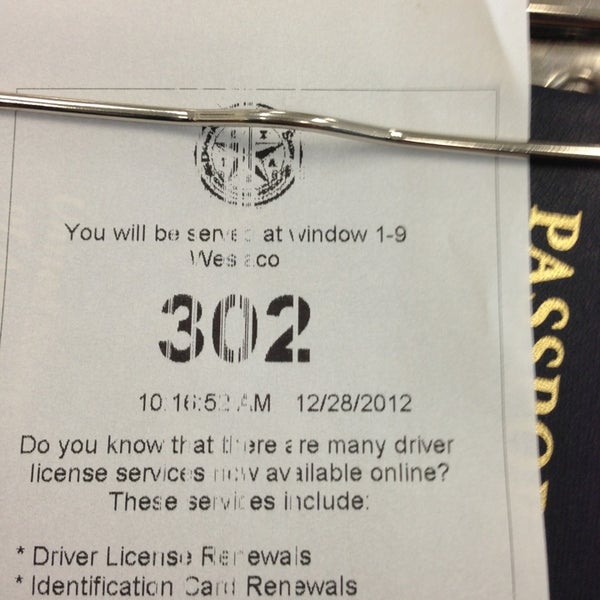 You will be served at window 1-9
Weslaco
302
10:16:52 AM 12/28/2012
Do you know that there are many driver
license services now available online?
These services include:
* Driver License Renewals
* Identification Card Renewals
PASSPO